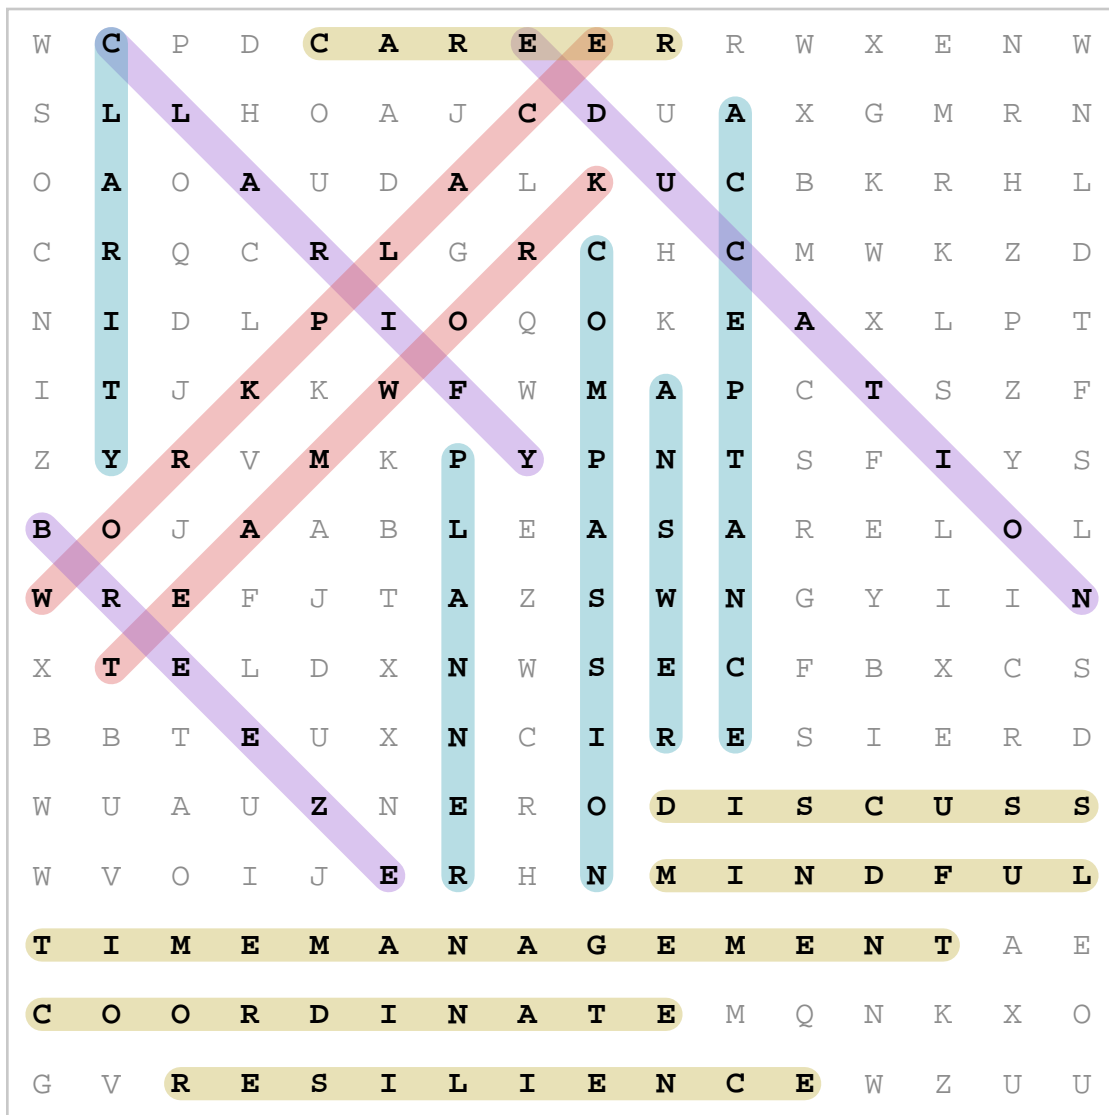 W C P D C A R E E R R W X E N W
S L L H O A J C D U A X G M R N
O A O A U D A L K U C B K R H L
C R Q C R L G R C H C M W K Z D
N I D L P I O Q O K E A X L P T
I T J K K W F W M A P C T S Z F
Z Y R V M K P Y P N T S F I Y S
B O J A A B L E A S A R E L O L
W R E F J T A Z S W N G Y I I N
X T E L D X N W S E C F B X C S
B B T E U X N C I R E S I E R D
W U A U Z N E R O D I S C U S S
W V O I J E R H N M I N D F U L
T I M E M A N A G E M E N T A E
C O O R D I N A T E M Q N K X O
G V R E S I L I E N C E W Z U U